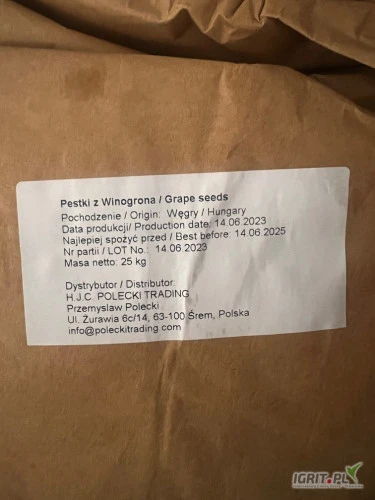 Pestki z Winogrona / Grape seeds
Pochodzenie / Origin: Węgry / Hungary
Data produkcji/ Production date: 14.06.2023
Najlepiej spożyć przed / Best before: 14.06.2025
Nr partii / LOT No.: 14.06.2023
Masa netto: 25 kg
Dystrybutor / Distributor:
H.J.C. POLECKI TRADING
Przemyslaw Polecki
Ul. Żurawia 6c/14, 63-100 Śrem, Polska
info@poleckitrading.com
IGRIT.PL